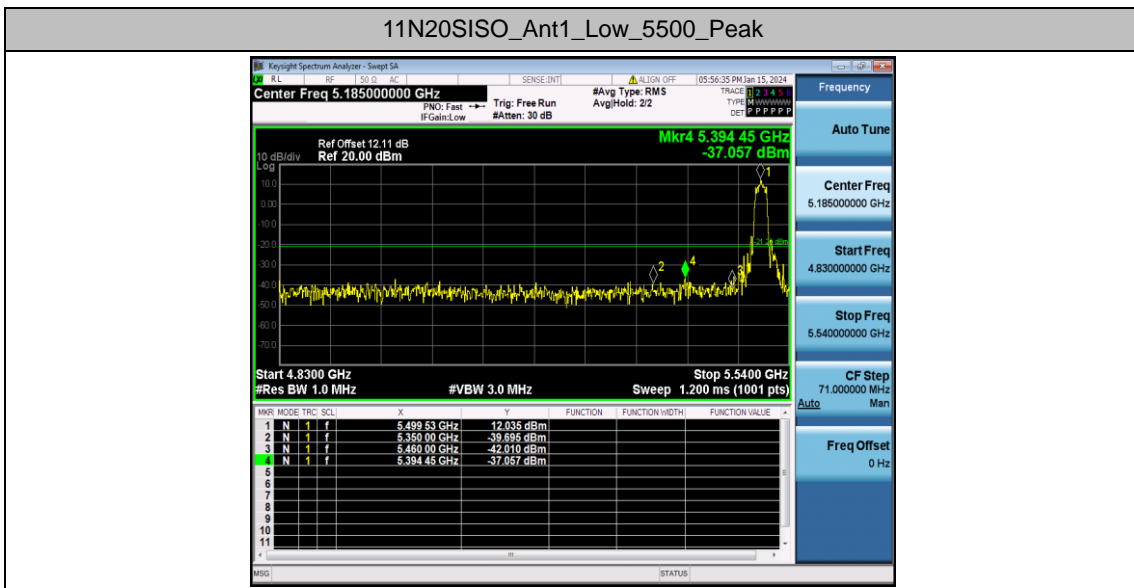 11N20SISO_Ant1_Low_5500_Peak
Keysight Spectrum Analyzer - Swept SA
RL RF 50 Ω AC SENSE:INT ALIGN OFF 05:56:35 PM Jan 15, 2024
Center Freq 5.185000000 GHz #Avg Type: RMS TRACE 1 2 3 4 5 6
PNO: Fast Trig: Free Run Avg|Hold: 2/2 TYPE M WWWWW
IFGain:Low #Atten: 30 dB DET P P P P P P
Mkr4 5.394 45 GHz
-37.057 dBm
Ref Offset 12.11 dB
10 dB/div Ref 20.00 dBm
Log
10.0
0.00
-10.0
-20.0
-30.0
-40.0
-50.0
-60.0
-70.0
1
2
4
3
Start 4.8300 GHz Stop 5.5400 GHz
#Res BW 1.0 MHz #VBW 3.0 MHz Sweep 1.200 ms (1001 pts)
MKR MODE TRC SCL X Y FUNCTION FUNCTION WIDTH FUNCTION VALUE
1 N 1 f 5.499 53 GHz 12.035 dBm
2 N 1 f 5.350 00 GHz -39.695 dBm
3 N 1 f 5.460 00 GHz -42.010 dBm
4 N 1 f 5.394 45 GHz -37.057 dBm
5
6
7
8
9
10
11
MSG STATUS
Frequency
Auto Tune
Center Freq
5.185000000 GHz
Start Freq
4.830000000 GHz
Stop Freq
5.540000000 GHz
CF Step
71.000000 MHz
Auto Man
Freq Offset
0 Hz